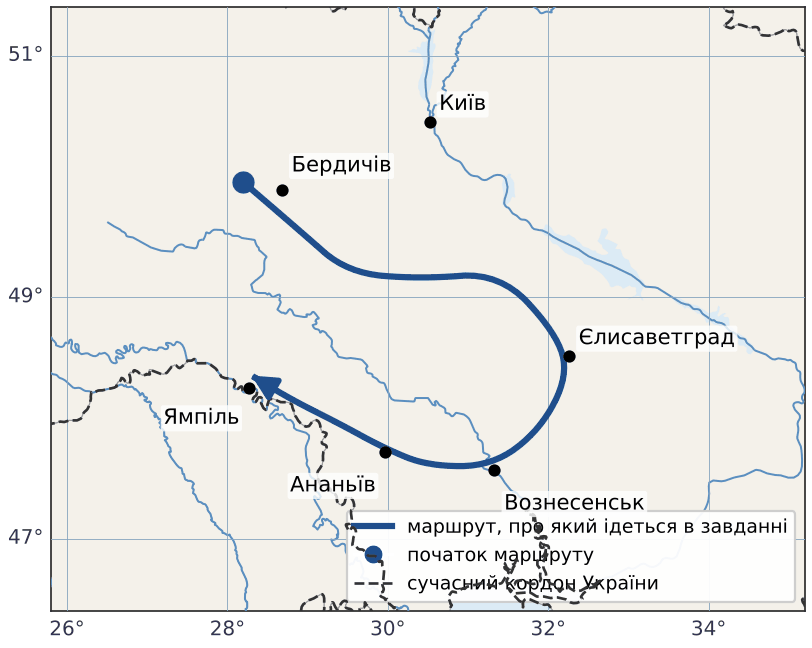 51°
Київ
Бердичів
49°
Єлисаветград
Ямпіль
Ананьїв
Вознесенськ
47°
маршрут, про який ідеться в завданні
початок маршруту
сучасний кордон України
26° 28° 30° 32° 34°